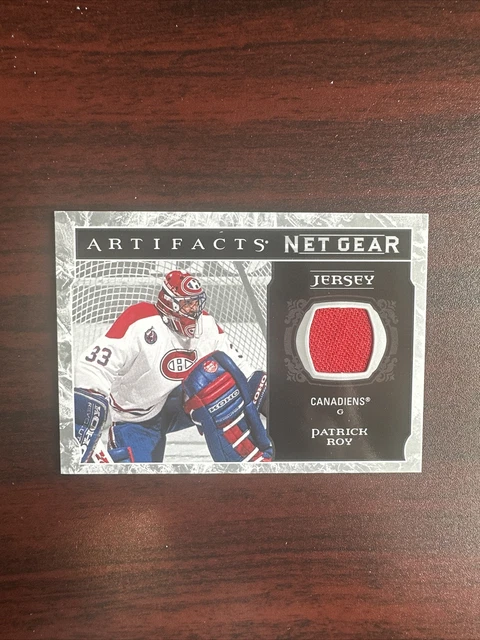 ARTIFACTS® NET GEAR
JERSEY
33
CANADIENS®
G
PATRICK
ROY